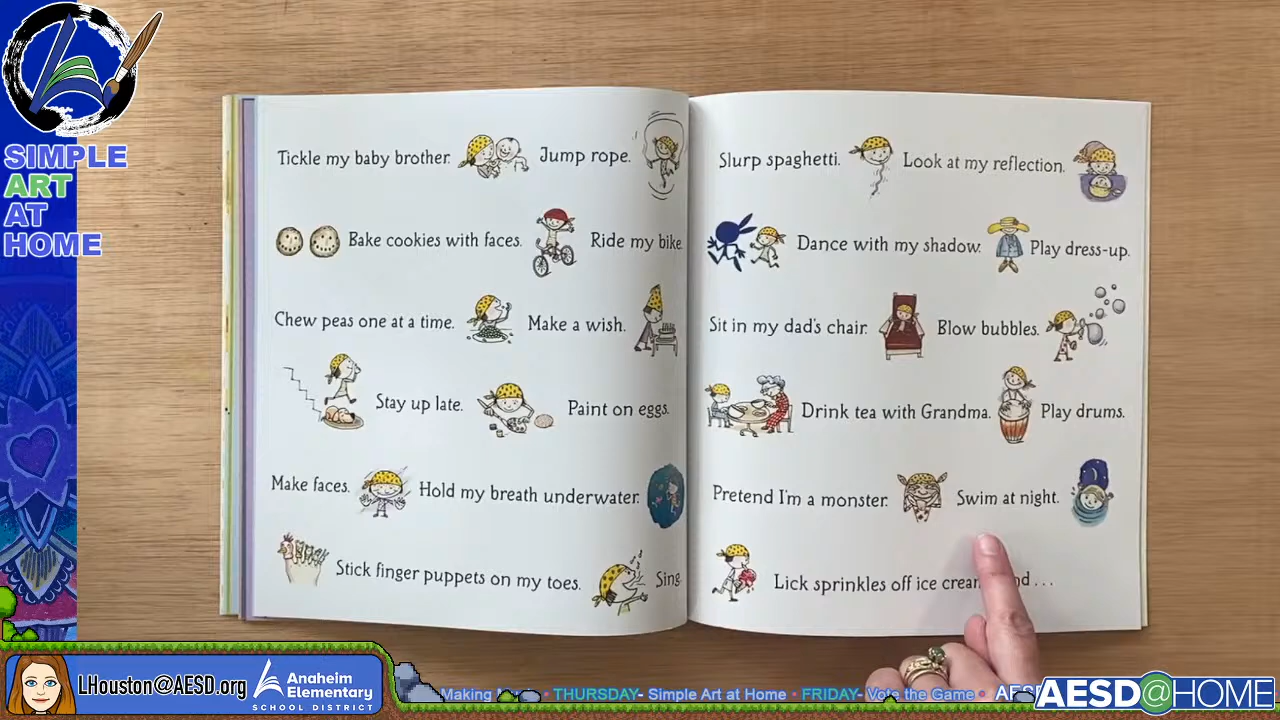 SIMPLE
ART
AT
HOME
Tickle my baby brother. Jump rope.
Bake cookies with faces. Ride my bike.
Chew peas one at a time. Make a wish.
Stay up late. Paint on eggs.
Make faces. Hold my breath underwater.
Stick finger puppets on my toes. Sing.
Slurp spaghetti. Look at my reflection.
Dance with my shadow. Play dress-up.
Sit in my dad's chair. Blow bubbles.
Drink tea with Grandma. Play drums.
Pretend I'm a monster. Swim at night.
Lick sprinkles off ice cream ...
LHouston@AESD.org
Anaheim
Elementary
SCHOOL DISTRICT
Making • THURSDAY- Simple Art at Home • FRIDAY- Vote the Game •
AESD@HOME